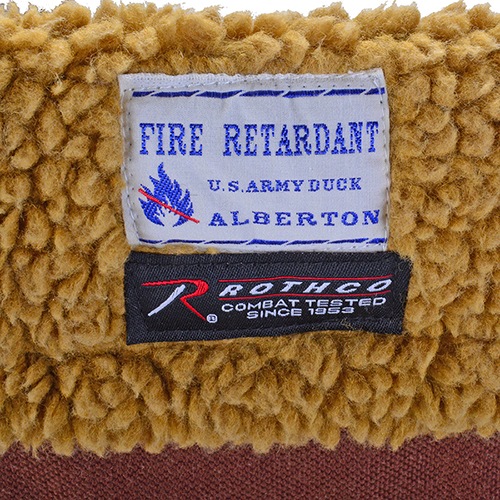 FIRE RETARDANT
U.S. ARMY DUCK
ALBERTON
R ROTHCO
®
COMBAT TESTED
SINCE 1953